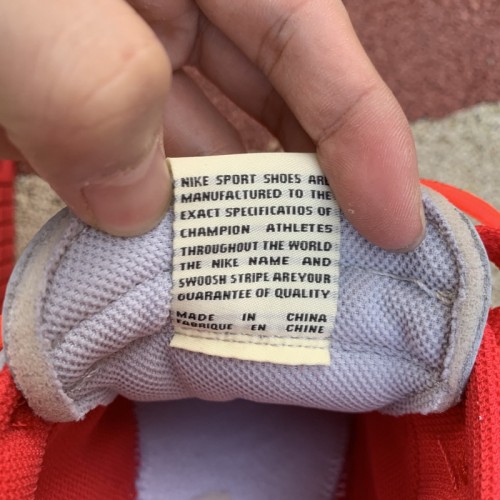 NIKE SPORT SHOES ARE
MANUFACTURED TO THE
EXACT SPECIFICATIOS OF
CHAMPION ATHLETES
THROUGHOUT THE WORLD
THE NIKE NAME AND
SWOOSH STRIPE AREYOUR
GUARANTEE OF QUALITY
MADE IN CHINA
FABRIQUE EN CHINE